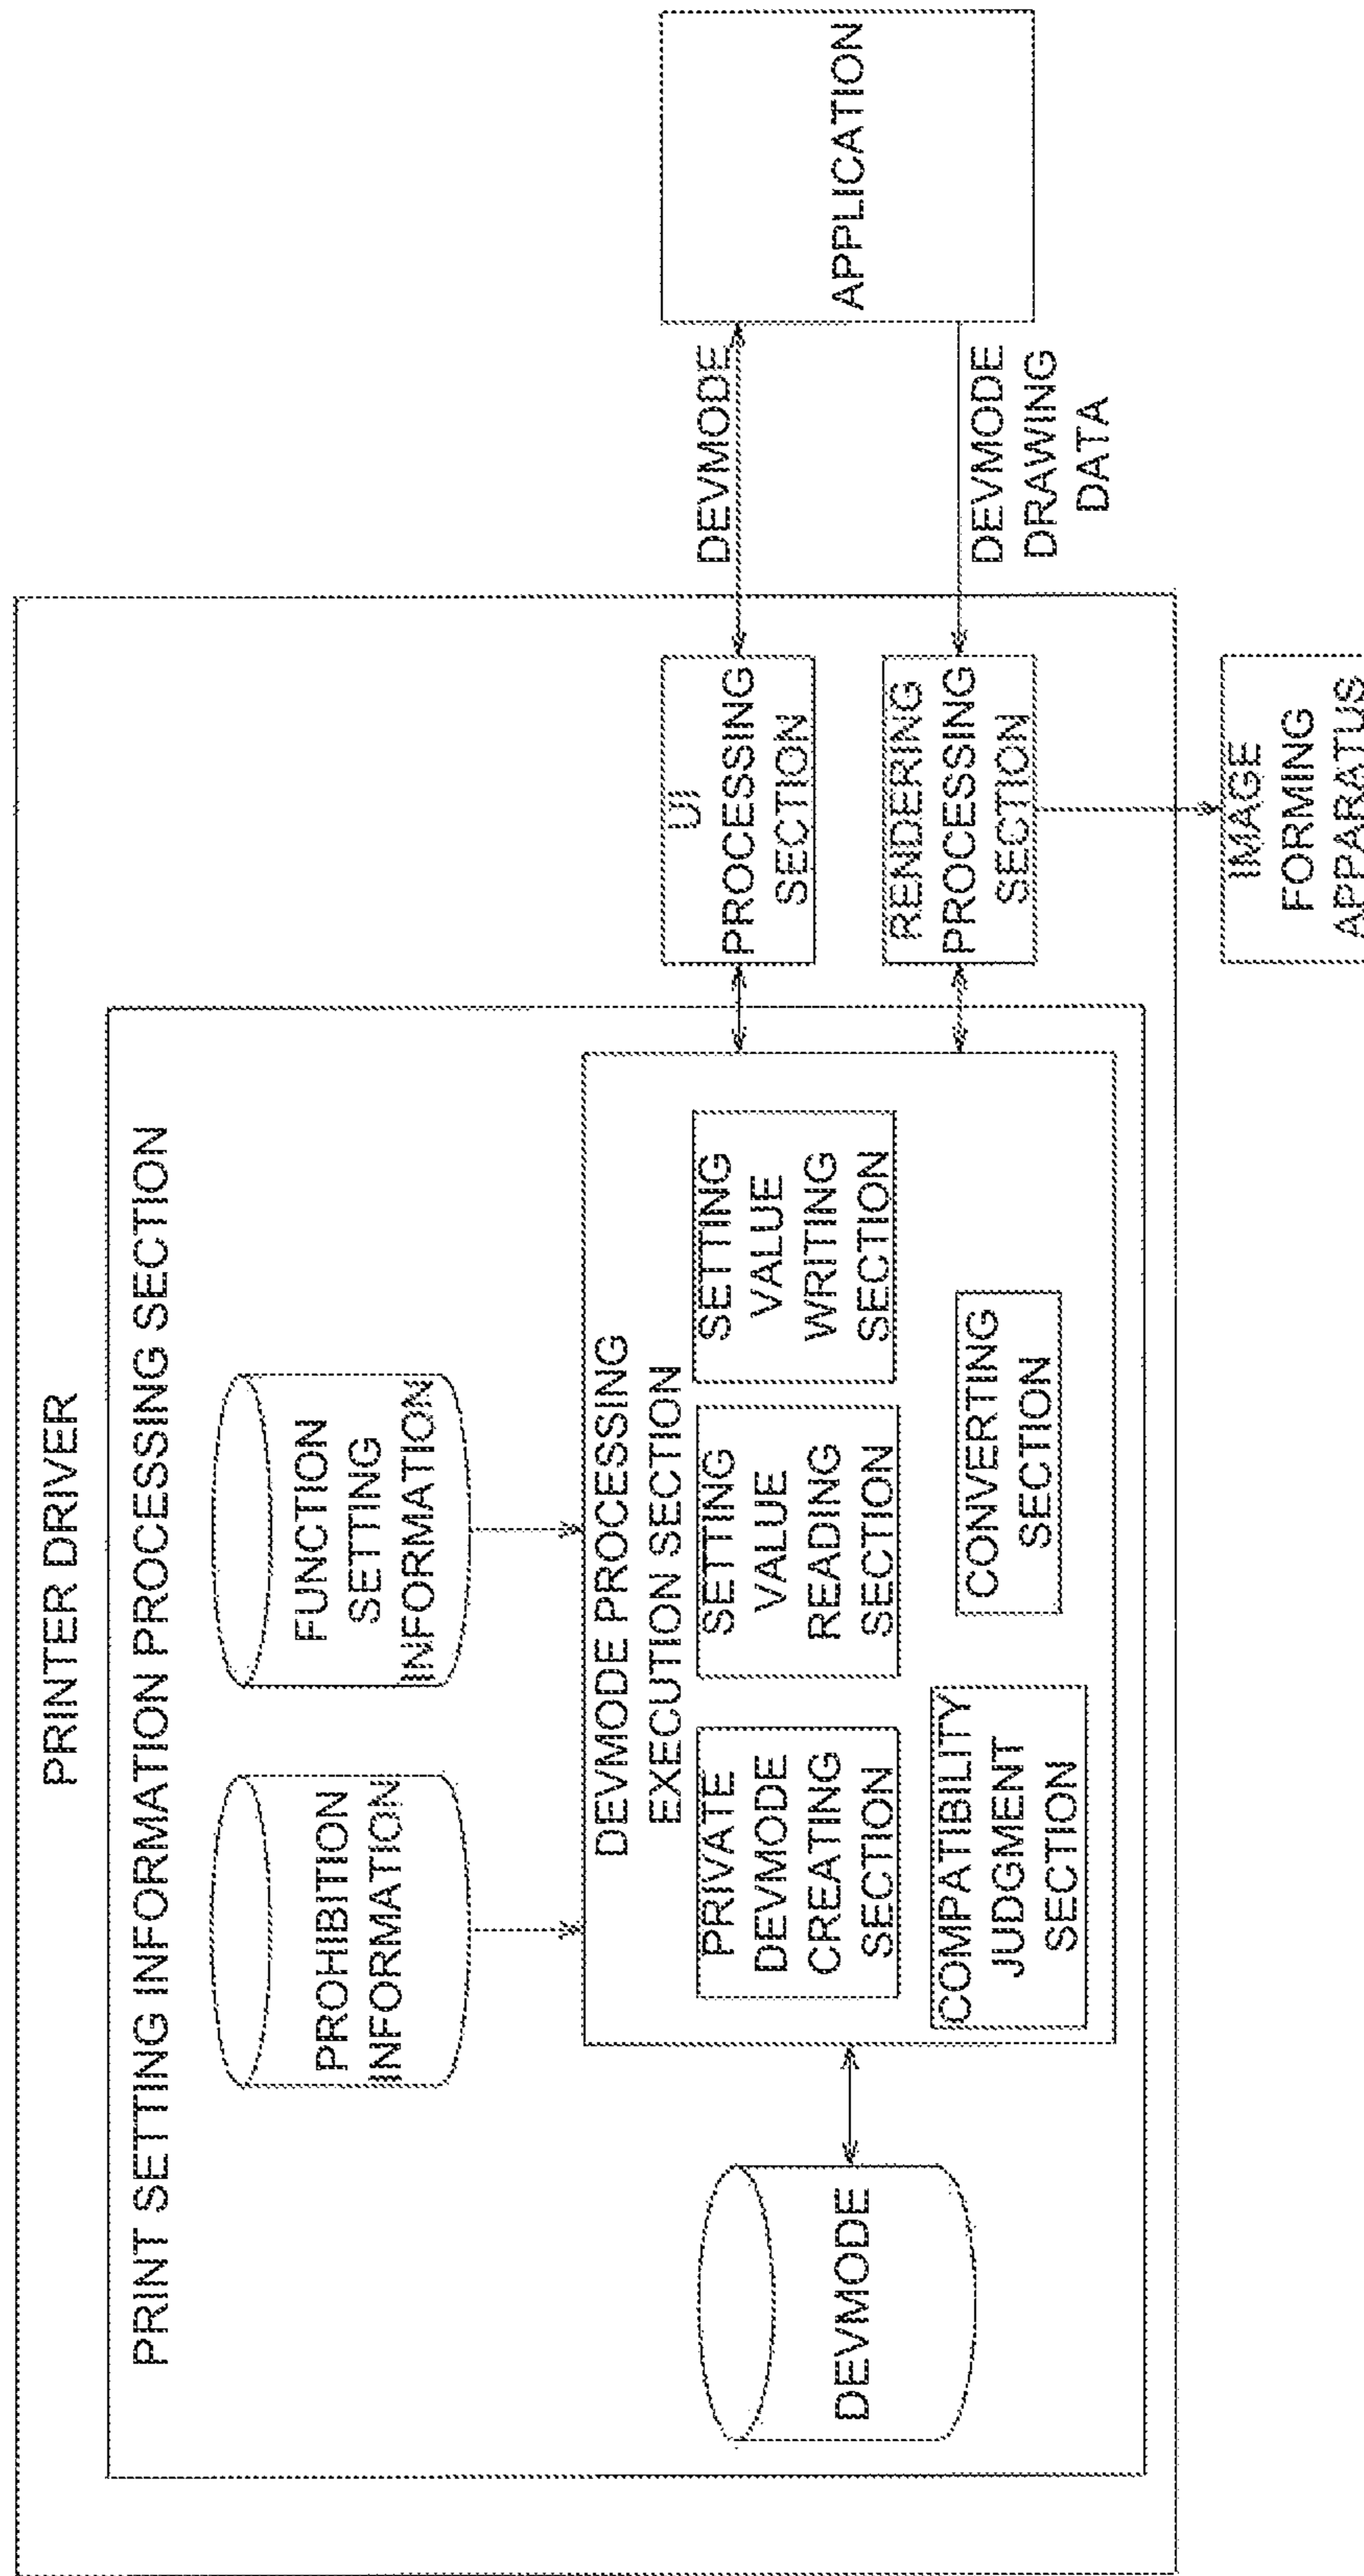 PRINTER DRIVER
PRINT SETTING INFORMATION PROCESSING SECTION
PROHIBITION
INFORMATION
FUNCTION
SETTING
INFORMATION
DEVMODE
DEVMODE PROCESSING
EXECUTION SECTION
PRIVATE
DEVMODE
CREATING
SECTION
SETTING
VALUE
READING
SECTION
SETTING
VALUE
WRITING
SECTION
COMPATIBILITY
JUDGMENT
SECTION
CONVERTING
SECTION
UI
PROCESSING
SECTION
RENDERING
PROCESSING
SECTION
DEVMODE
DEVMODE
DRAWING
DATA
APPLICATION
IMAGE
FORMING
APPARATUS